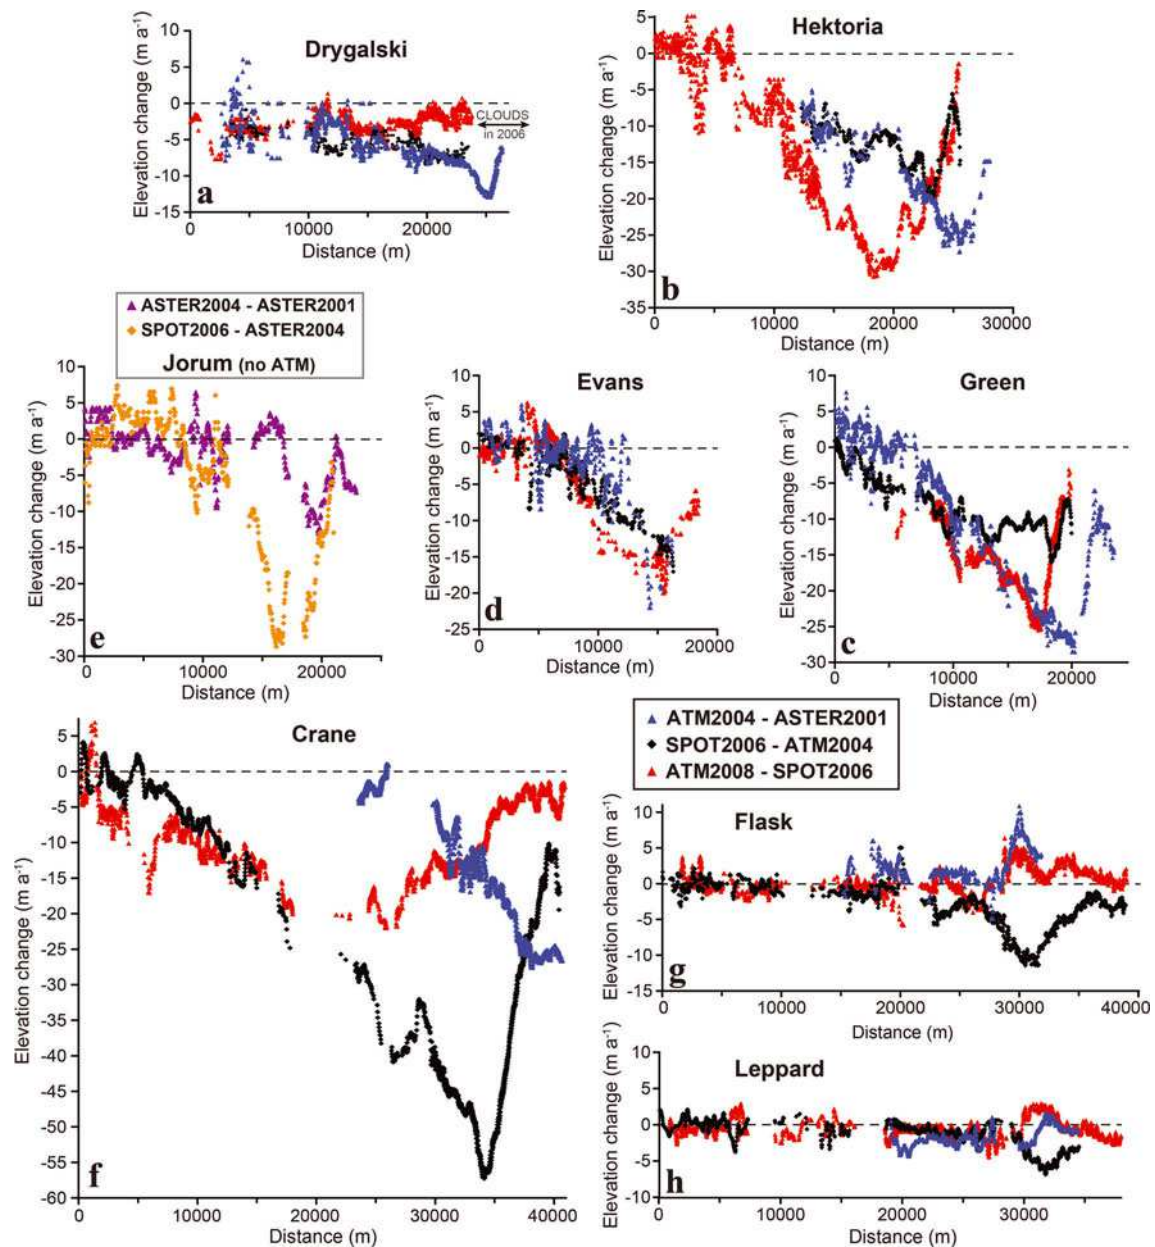 Drygalski
Elevation change (m a⁻¹)
10
5
0
-5
-10
-15
CLOUDS
in 2006
a
0
10000
20000
Distance (m)
Hektoria
Elevation change (m a⁻¹)
5
0
-5
-10
-15
-20
-25
-30
-35
b
0
10000
20000
30000
Distance (m)
ASTER2004 - ASTER2001
SPOT2006 - ASTER2004
Jorum (no ATM)
Elevation change (m a⁻¹)
10
5
0
-5
-10
-15
-20
-25
-30
e
0
10000
20000
Distance (m)
Evans
Elevation change (m a⁻¹)
10
5
0
-5
-10
-15
-20
-25
d
0
10000
20000
Distance (m)
Green
Elevation change (m a⁻¹)
10
5
0
-5
-10
-15
-20
-25
-30
c
0
10000
20000
Distance (m)
Crane
Elevation change (m a⁻¹)
5
0
-5
-10
-15
-20
-25
-30
-35
-40
-45
-50
-55
-60
f
0
10000
20000
30000
40000
Distance (m)
ATM2004 - ASTER2001
SPOT2006 - ATM2004
ATM2008 - SPOT2006
Flask
Elevation change (m a⁻¹)
10
5
0
-5
-10
-15
g
0
10000
20000
30000
40000
Distance (m)
Leppard
Elevation change (m a⁻¹)
10
5
0
-5
-10
h
0
10000
20000
30000
Distance (m)